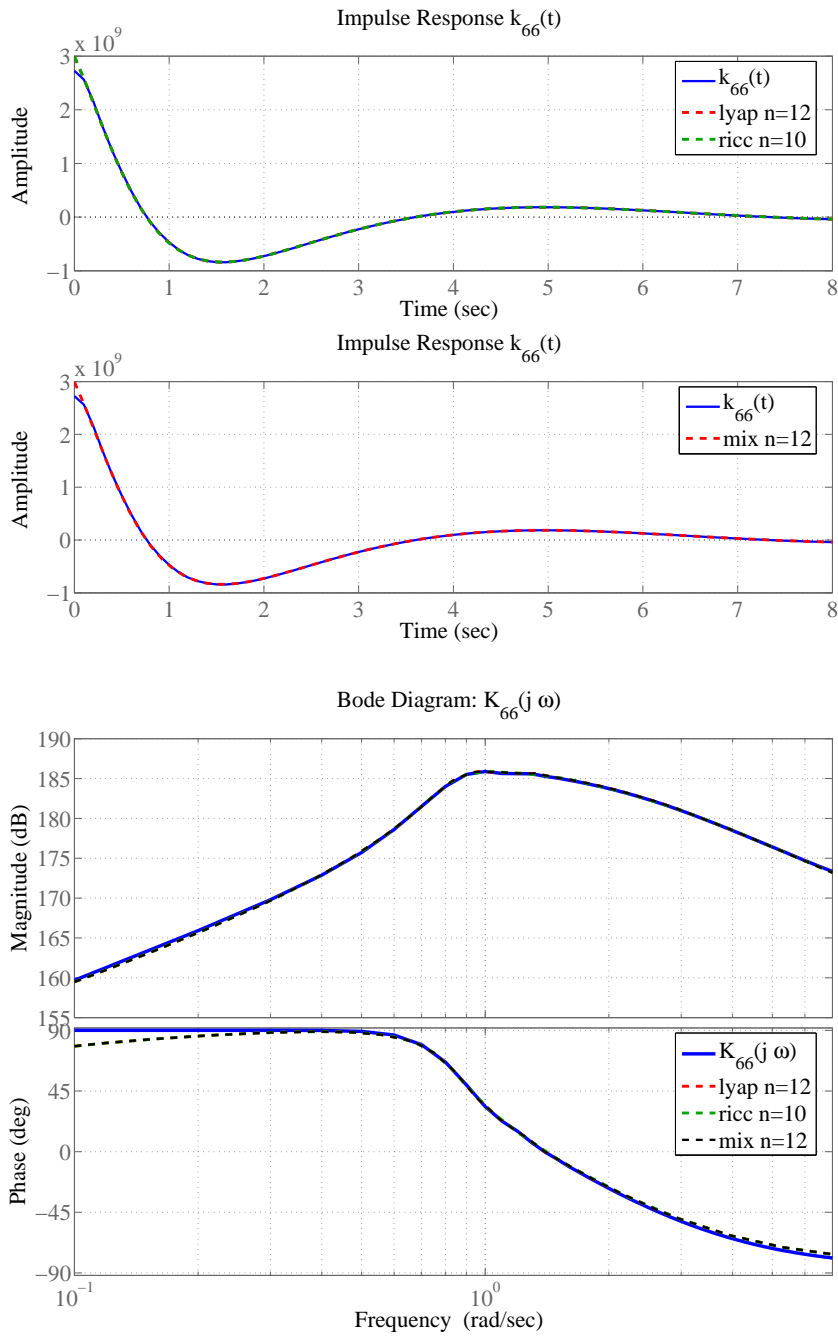 Impulse Response k66(t)
x 10^9
3
2
1
0
−1
Amplitude
k66(t)
lyap n=12
ricc n=10
0 1 2 3 4 5 6 7 8
Time (sec)
Impulse Response k66(t)
x 10^9
3
2
1
0
−1
Amplitude
k66(t)
mix n=12
0 1 2 3 4 5 6 7 8
Time (sec)
Bode Diagram: K66(j ω)
190
185
180
175
170
165
160
155
Magnitude (dB)
90
45
0
−45
−90
Phase (deg)
K66(j ω)
lyap n=12
ricc n=10
mix n=12
10^−1 10^0
Frequency (rad/sec)